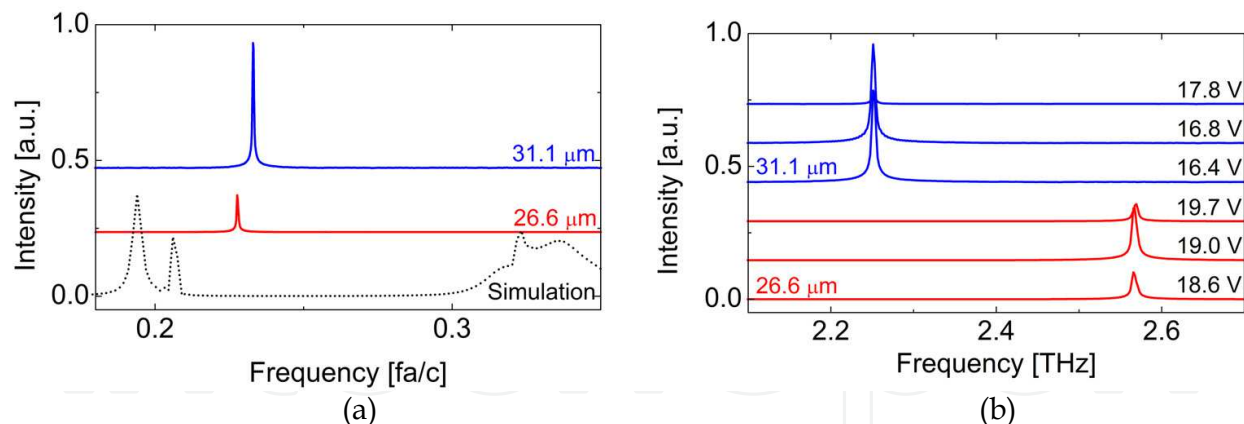 1.0
0.5
0.0
Intensity [a.u.]
31.1 μm
26.6 μm
Simulation
0.2
0.3
Frequency [fa/c]
(a)
1.0
0.5
0.0
Intensity [a.u.]
17.8 V
16.8 V
31.1 μm
16.4 V
19.7 V
19.0 V
26.6 μm
18.6 V
2.2
2.4
2.6
Frequency [THz]
(b)